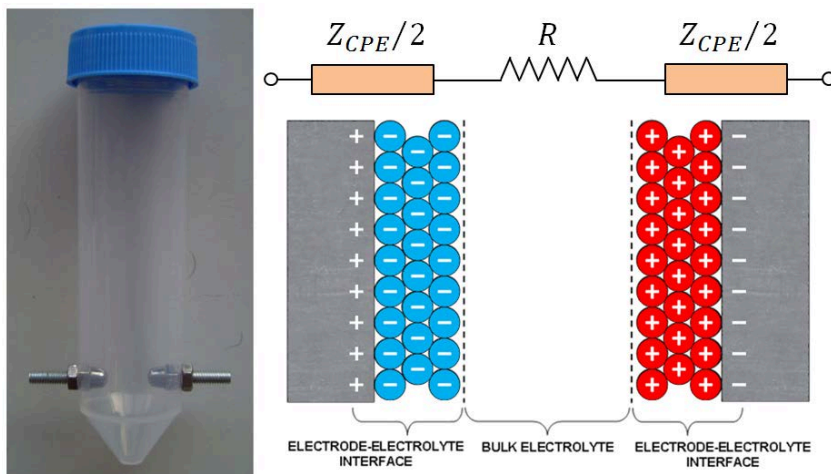 Z_CPE/2 R Z_CPE/2
+ - - - + + + -
ELECTRODE-ELECTROLYTE INTERFACE
BULK ELECTROLYTE
ELECTRODE-ELECTROLYTE INTERFACE